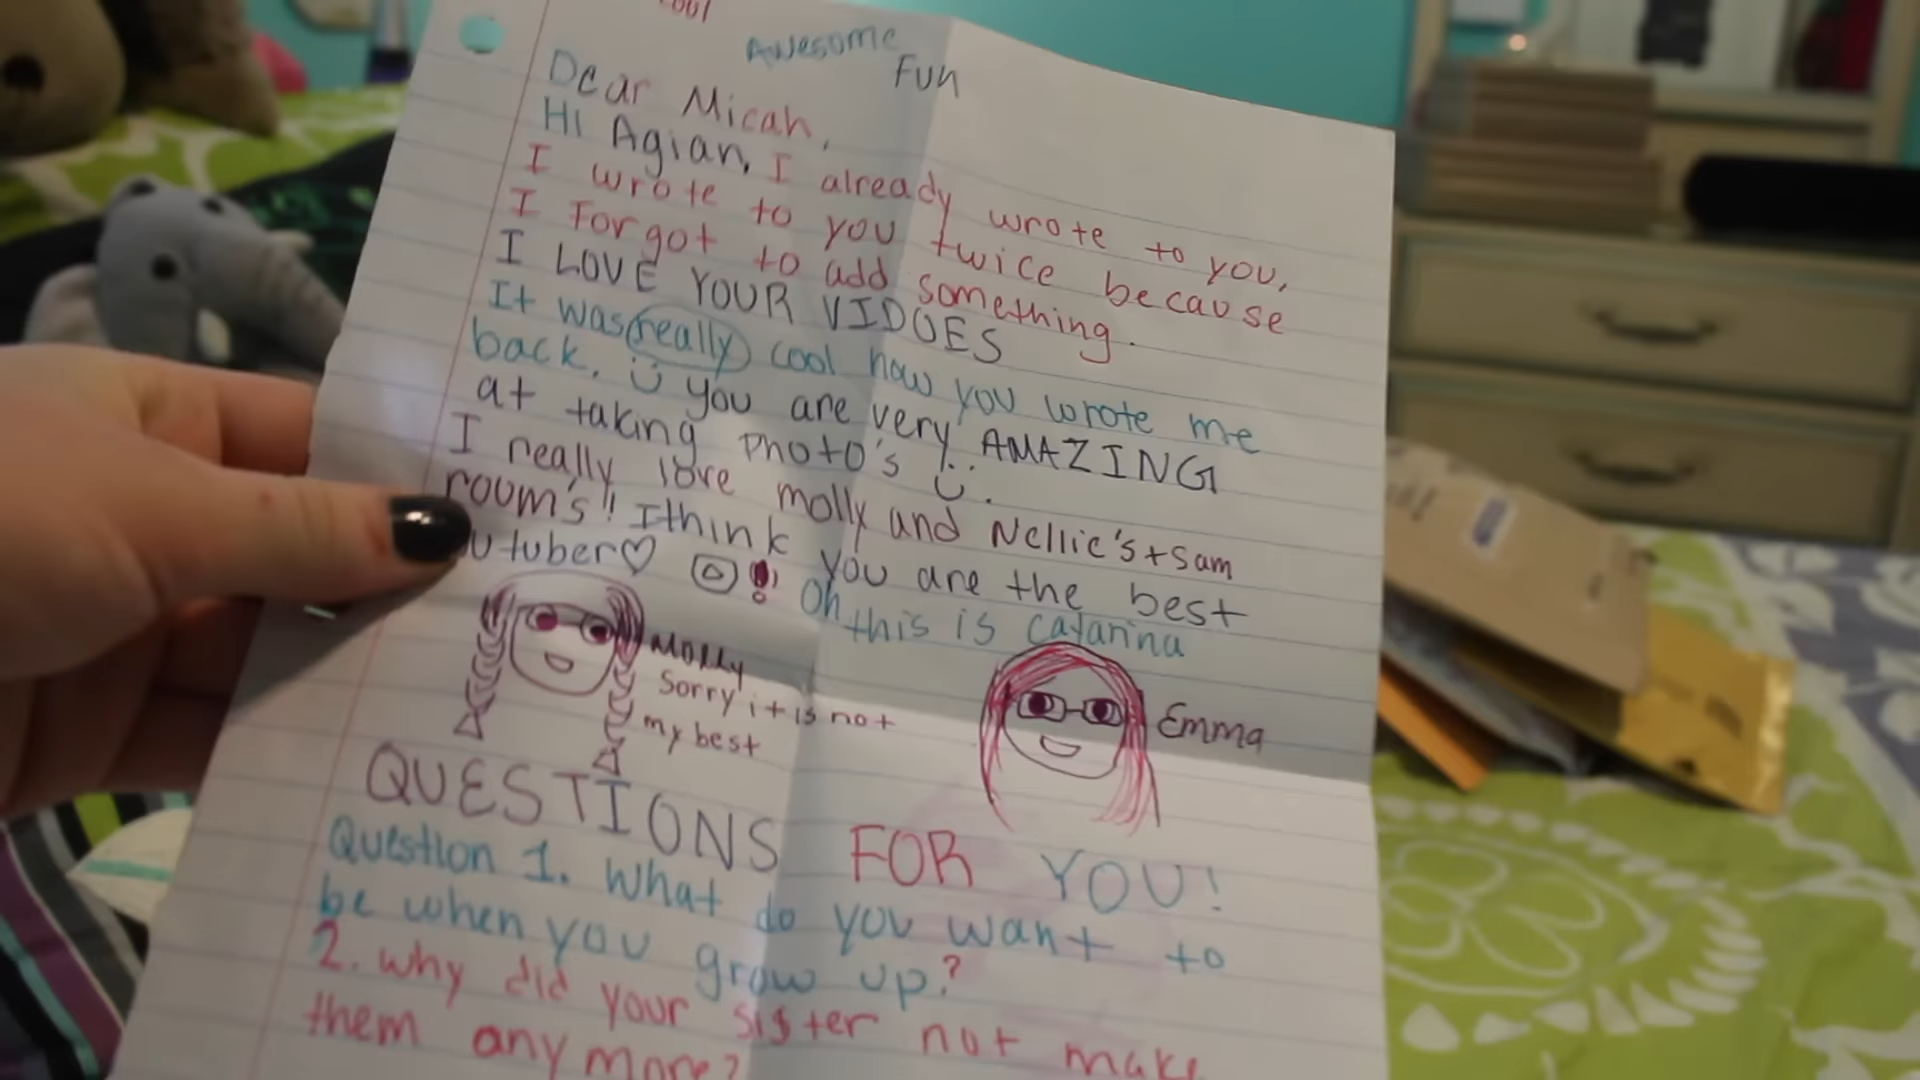 Awesome
Fun
Dear Micah,
HI Agian, I already wrote to you,
I wrote to you twice because
I Forgot to add something.
I LOVE YOUR VIDOES
It was really cool how you wrote me
back. you are very AMAZING
at taking photo's
I really love molly and Nellie's + Sam
room's!! I think you are the best
utuber
Oh this is catarina
Molly
Sorry it is not
my best
Emma
QUESTIONS FOR YOU!
Question 1. What do you want to
be when you grow up?
2. why did your sister not make
them any more?